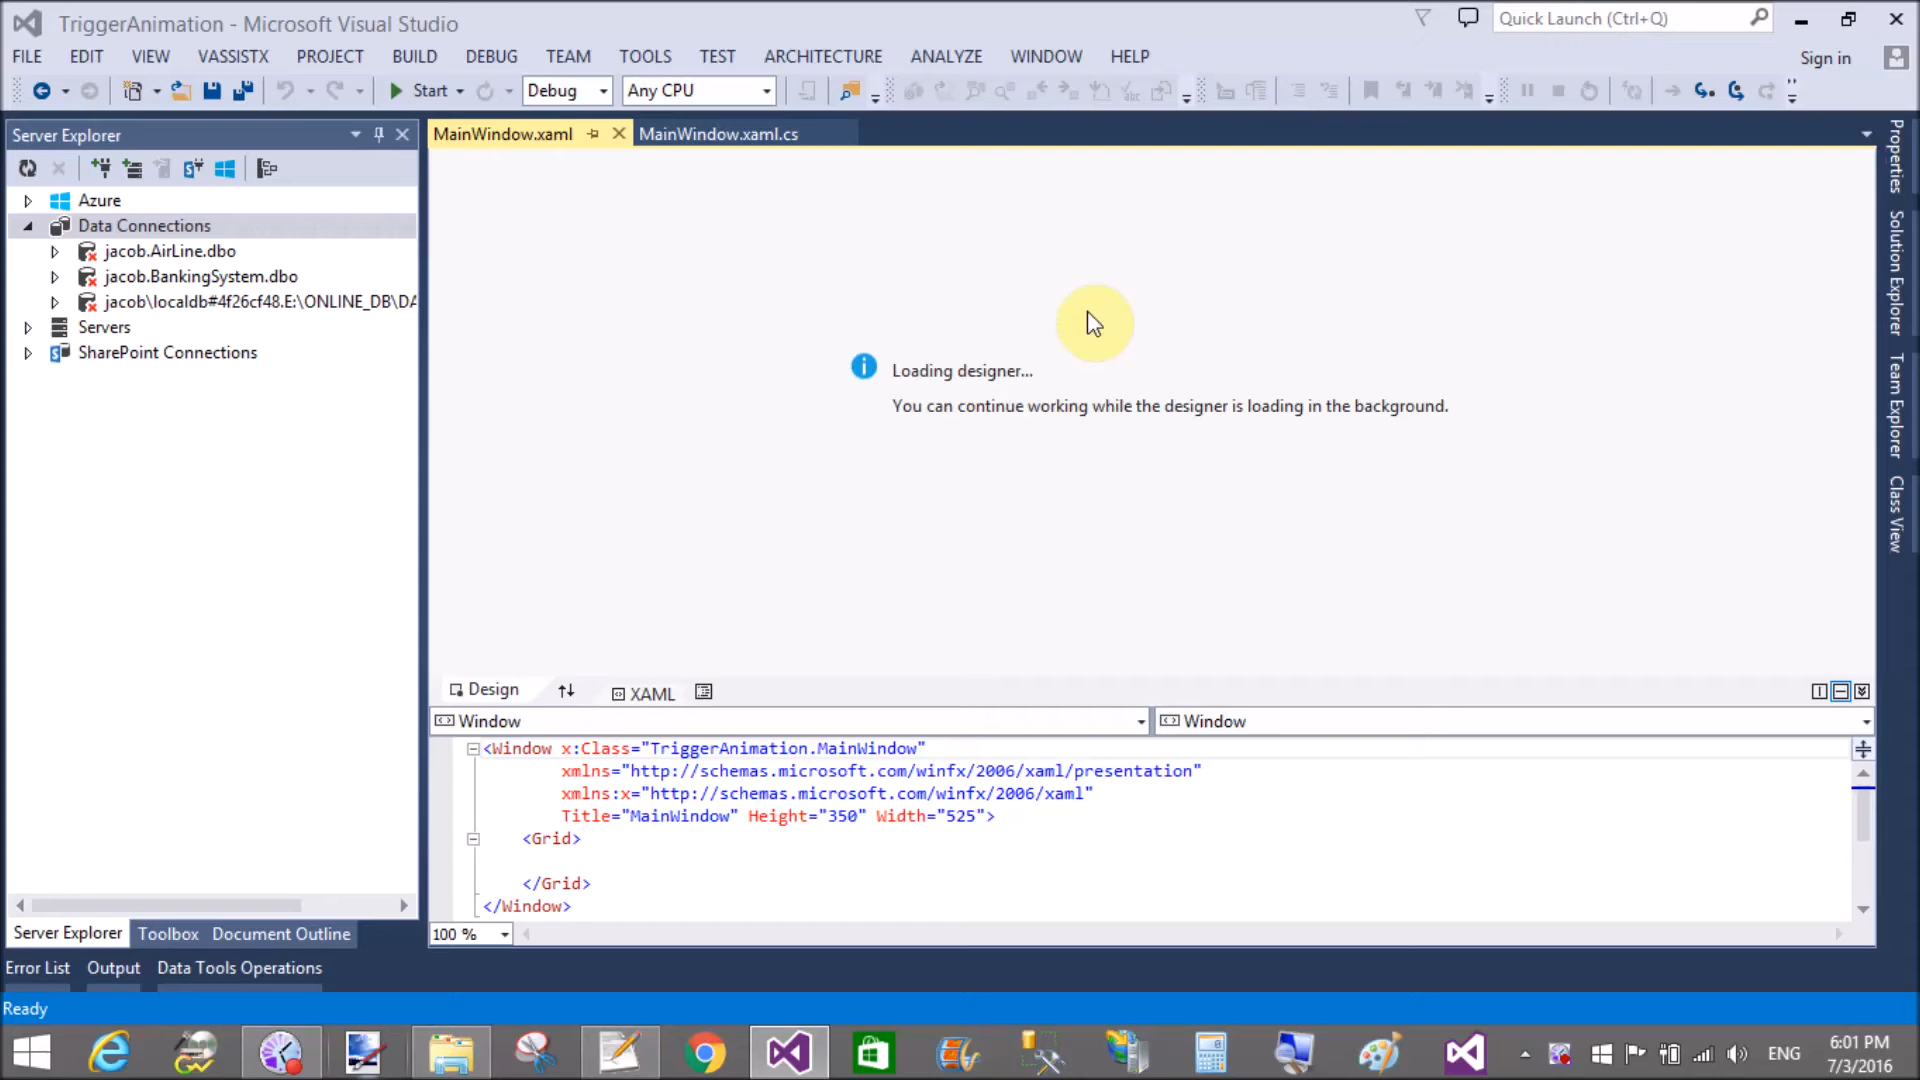 TriggerAnimation - Microsoft Visual Studio
Quick Launch (Ctrl+Q)
FILE EDIT VIEW VASSISTX PROJECT BUILD DEBUG TEAM TOOLS TEST ARCHITECTURE ANALYZE WINDOW HELP
Sign in
Start Debug Any CPU
Server Explorer
MainWindow.xaml MainWindow.xaml.cs
Azure
Data Connections
jacob.AirLine.dbo
jacob.BankingSystem.dbo
jacob\localdb#4f26cf48.E:\ONLINE_DB\DA
Servers
SharePoint Connections
Loading designer...
You can continue working while the designer is loading in the background.
Properties
Solution Explorer
Team Explorer
Class View
Design XAML
Window Window
<Window x:Class="TriggerAnimation.MainWindow"
xmlns="http://schemas.microsoft.com/winfx/2006/xaml/presentation"
xmlns:x="http://schemas.microsoft.com/winfx/2006/xaml"
Title="MainWindow" Height="350" Width="525">
<Grid>
</Grid>
</Window>
100 %
Server Explorer Toolbox Document Outline
Error List Output Data Tools Operations
Ready
ENG
6:01 PM
7/3/2016